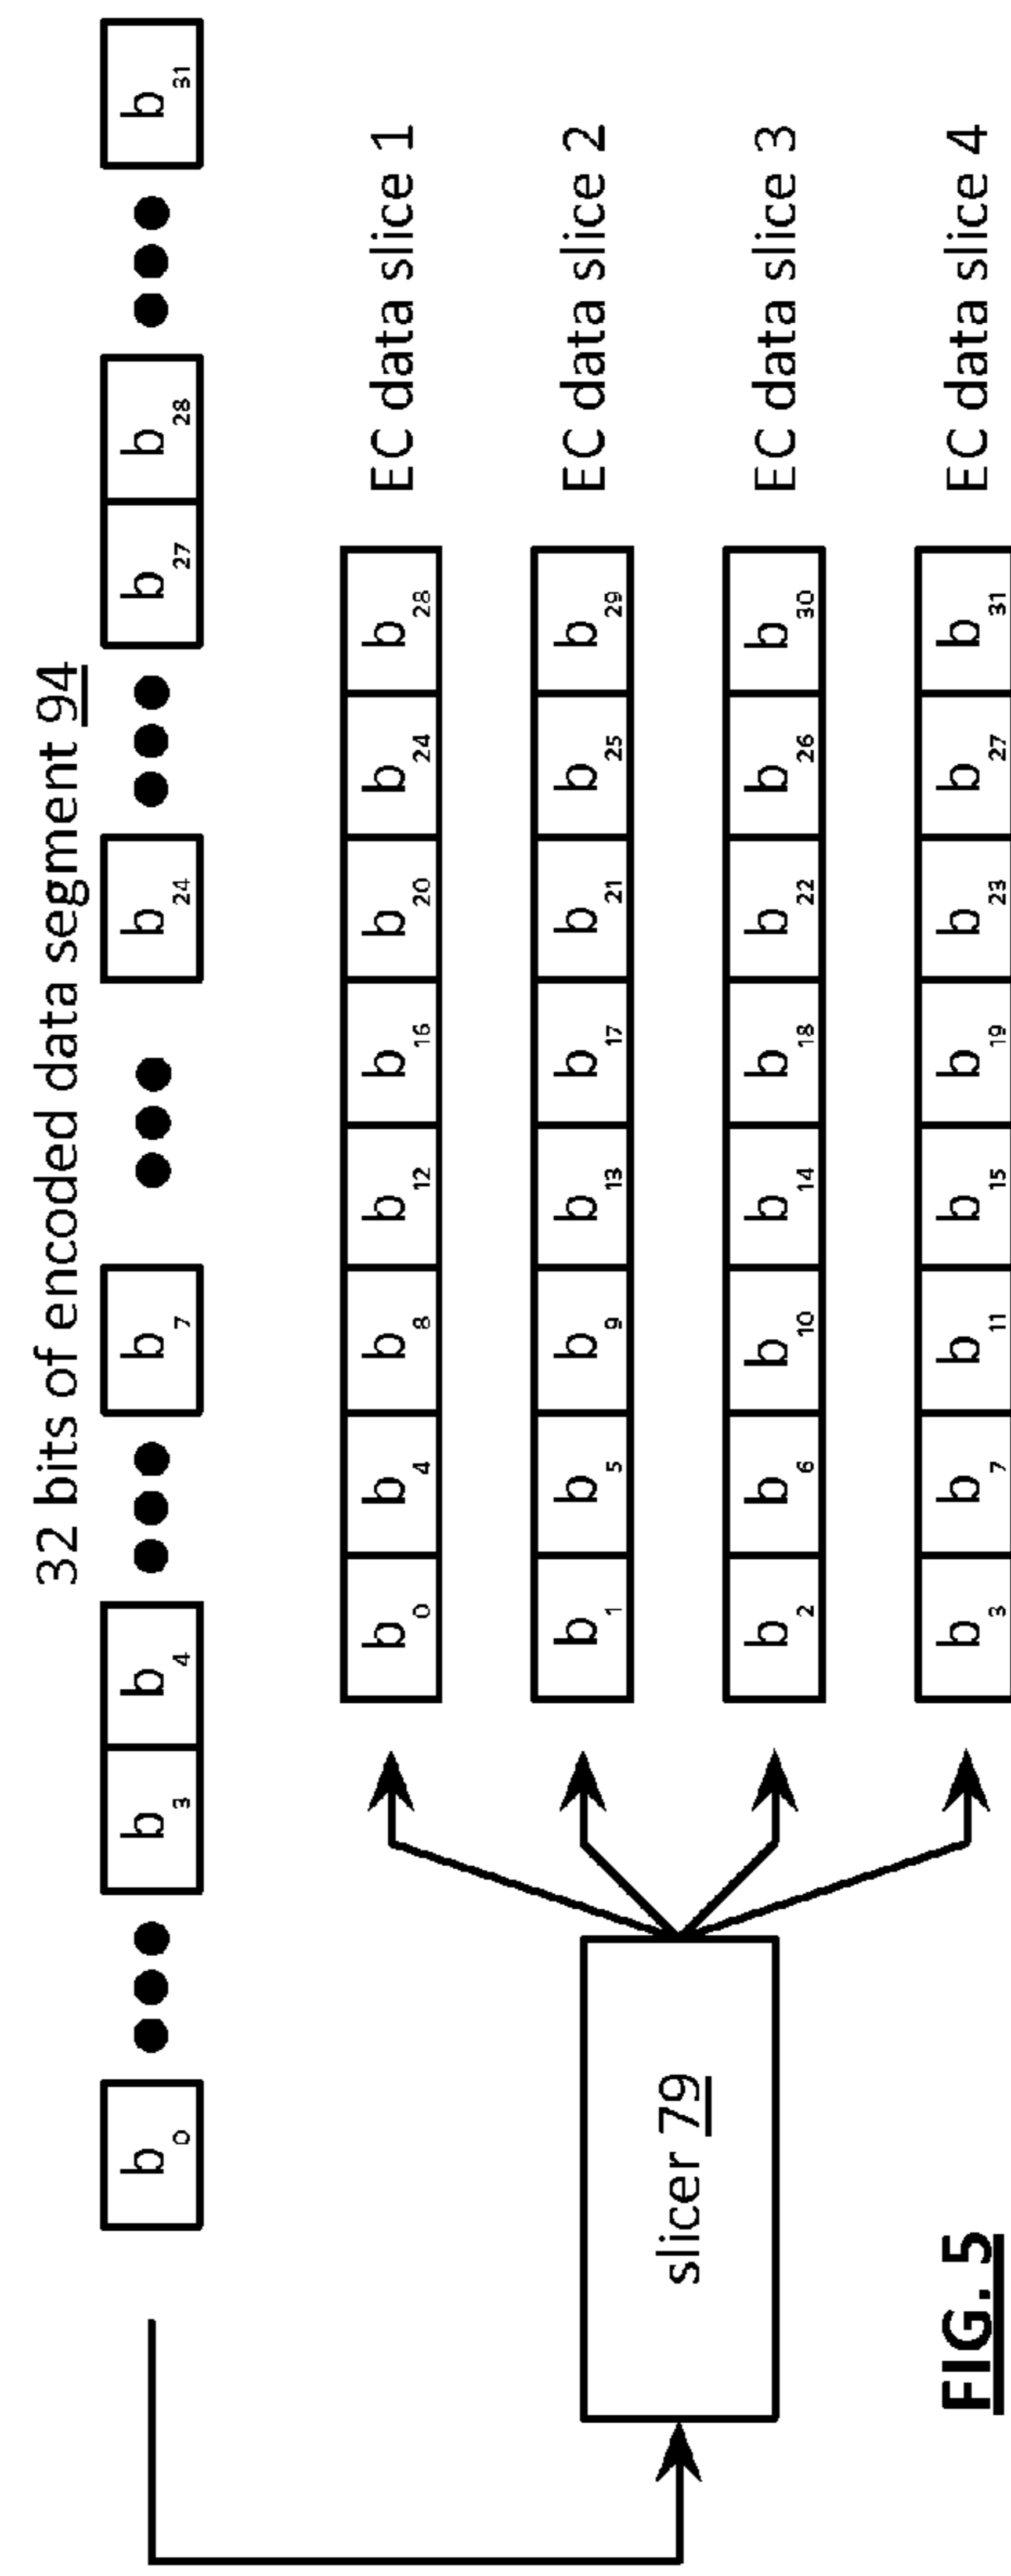 32 bits of encoded data segment 94
b0 ••• b3 b4 ••• b7 ••• b24 ••• b27 b28 ••• b31
slicer 79
b0 b4 b8 b12 b16 b20 b24 b28 EC data slice 1
b1 b5 b9 b13 b17 b21 b25 b29 EC data slice 2
b2 b6 b10 b14 b18 b22 b26 b30 EC data slice 3
b3 b7 b11 b15 b19 b23 b27 b31 EC data slice 4
FIG. 5